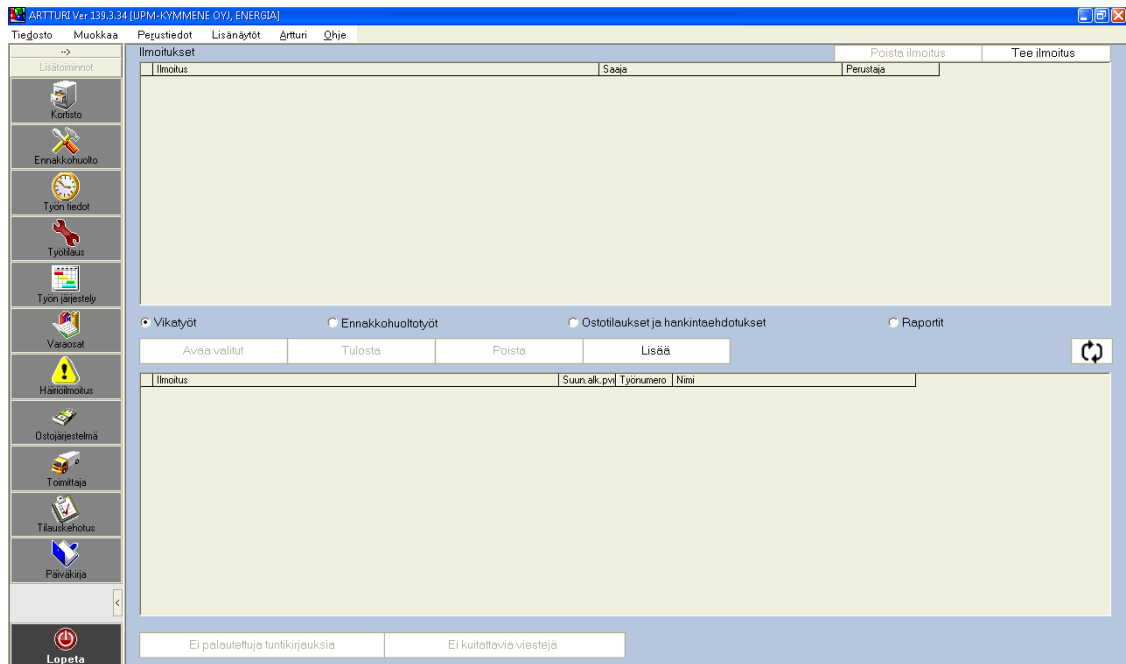 ARTTURI Ver 139.3.34 [UPM-KYMMENE OYJ, ENERGIA]
Tiedosto Muokkaa Perustiedot Lisänäytöt Artturi Ohje
-->
Lisätoiminnot
Kortisto
Ennakkohuolto
Työn tiedot
Työtilaus
Työn järjestely
Varaosat
Häiriöilmoitus
Ostojärjestelmä
Toimittaja
Tilauskehotus
Päiväkirja
<
Lopeta
Ilmoitukset Poista ilmoitus Tee ilmoitus
Ilmoitus Saaja Perustaja
Vikatyöt Ennakkohuoltotyöt Ostotilaukset ja hankintaehdotukset Raportit
Avaa valitut Tulosta Poista Lisää
Ilmoitus Suun.alk.pvm Työnumero Nimi
Ei palautettuja tuntikirjauksia Ei kuitattavia viestejä